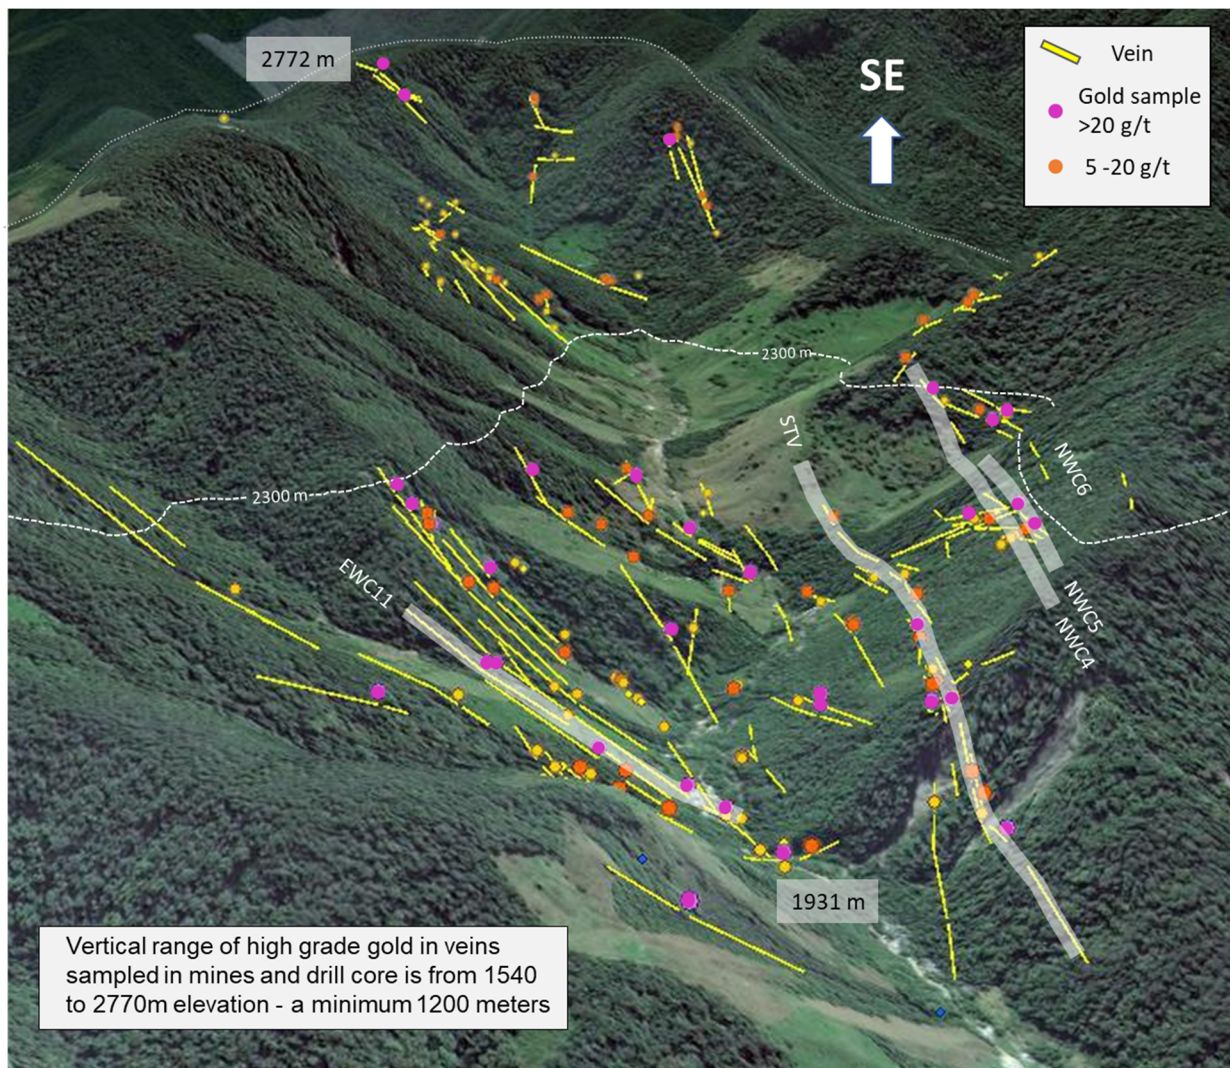 2772 m
SE
Vein
Gold sample
>20 g/t
5 -20 g/t
2300 m
STV
NWC6
2300 m
EWC11
NWC5
NWC4
1931 m
Vertical range of high grade gold in veins
sampled in mines and drill core is from 1540
to 2770m elevation - a minimum 1200 meters